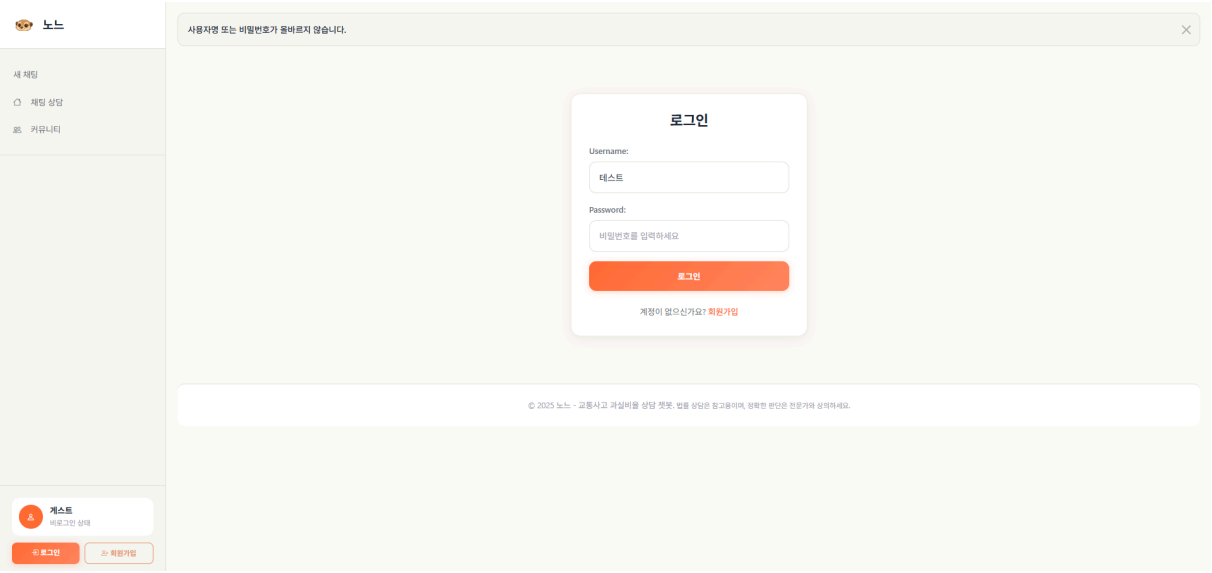 노느
새 채팅
채팅 상담
커뮤니티
게스트
비로그인 상태
로그인
회원가입
사용자명 또는 비밀번호가 올바르지 않습니다.
로그인
Username:
테스트
Password:
비밀번호를 입력하세요
로그인
계정이 없으신가요? 회원가입
© 2025 노느 - 교통사고 과실비율 상담 챗봇. 법률 상담은 참고용이며, 정확한 판단은 전문가와 상의하세요.